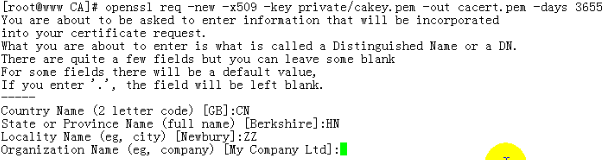 [root@www CA]# openssl req -new -x509 -key private/cakey.pem -out cacert.pem -days 3655
You are about to be asked to enter information that will be incorporated
into your certificate request.
What you are about to enter is what is called a Distinguished Name or a DN.
There are quite a few fields but you can leave some blank
For some fields there will be a default value,
If you enter '.', the field will be left blank.
-----
Country Name (2 letter code) [GB]:CN
State or Province Name (full name) [Berkshire]:HN
Locality Name (eg, city) [Newbury]:ZZ
Organization Name (eg, company) [My Company Ltd]: